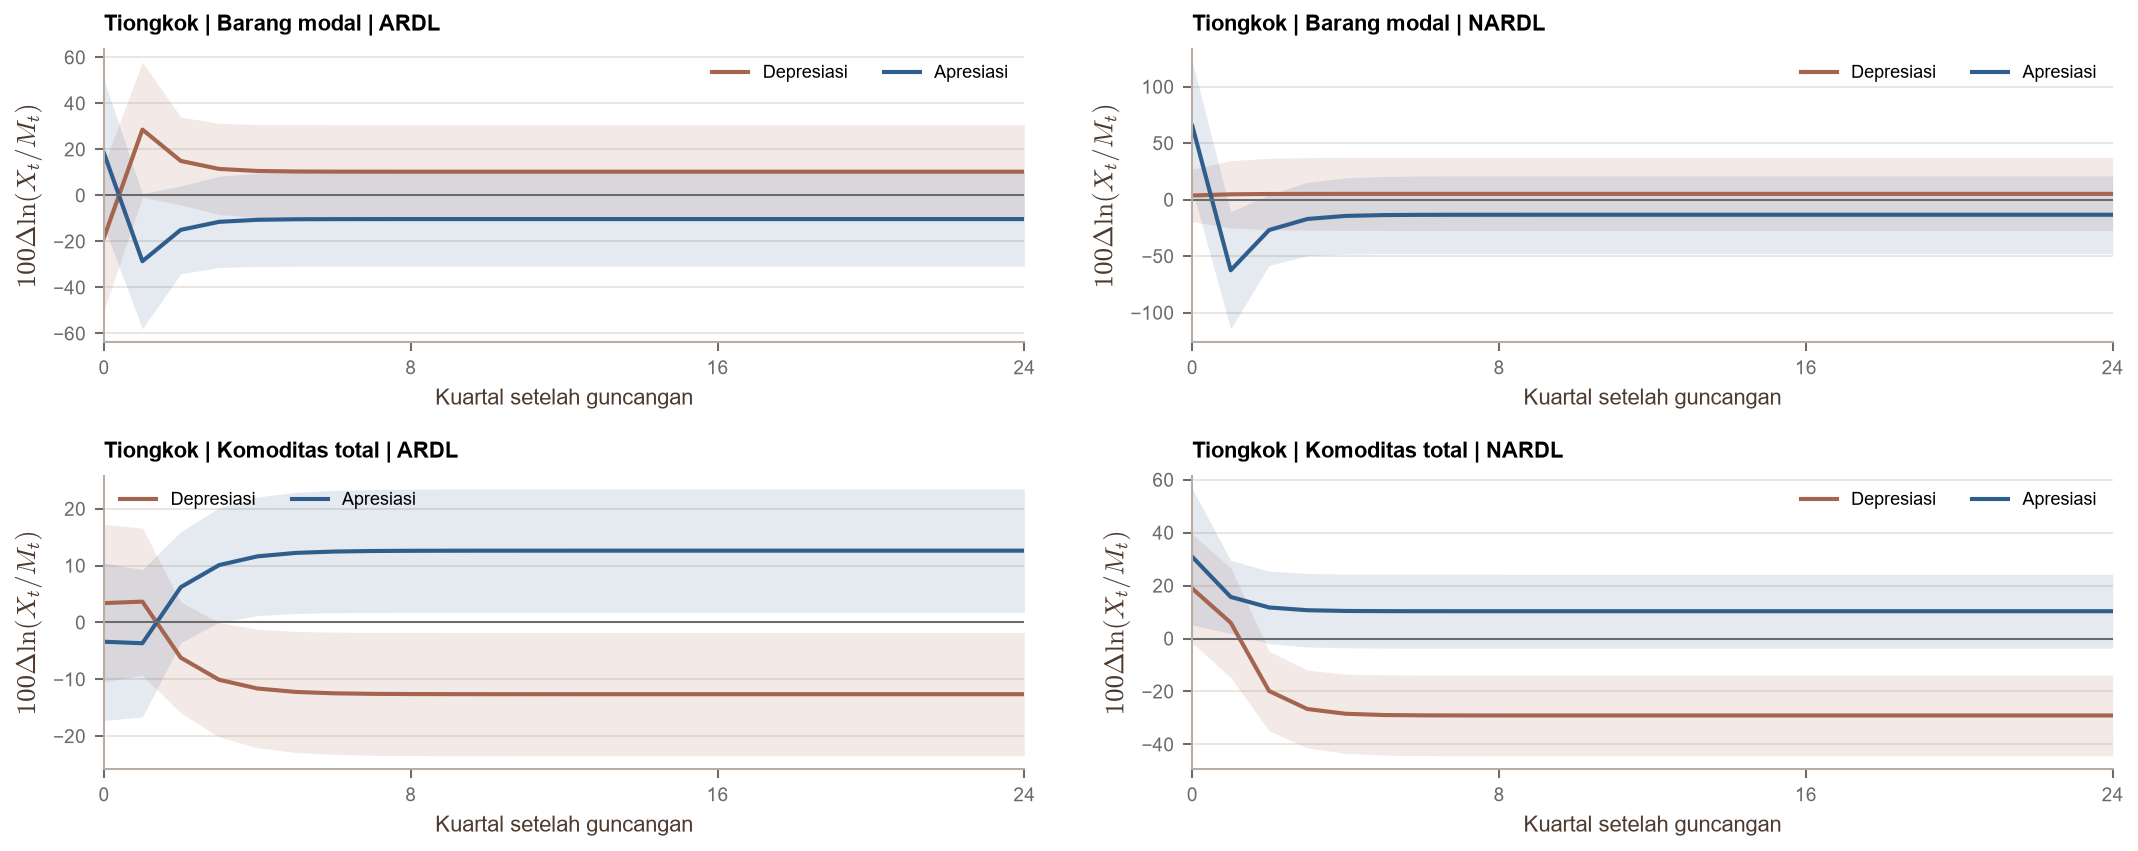 Tiongkok | Barang modal | ARDL
60
40
20
0
−20
−40
−60
100Δln(X_t/M_t)
Depresiasi
Apresiasi
0
8
16
24
Kuartal setelah guncangan
Tiongkok | Barang modal | NARDL
100
50
0
−50
−100
100Δln(X_t/M_t)
Depresiasi
Apresiasi
0
8
16
24
Kuartal setelah guncangan
Tiongkok | Komoditas total | ARDL
20
10
0
−10
−20
100Δln(X_t/M_t)
Depresiasi
Apresiasi
0
8
16
24
Kuartal setelah guncangan
Tiongkok | Komoditas total | NARDL
60
40
20
0
−20
−40
100Δln(X_t/M_t)
Depresiasi
Apresiasi
0
8
16
24
Kuartal setelah guncangan